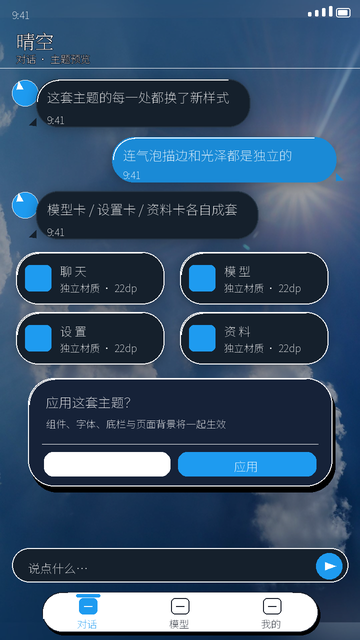 9:41
晴空
对话 · 主题预览
这套主题的每一处都换了新样式
9:41
连气泡描边和光泽都是独立的
9:41
模型卡 / 设置卡 / 资料卡各自成套
9:41
聊天
独立材质 · 22dp
模型
独立材质 · 22dp
设置
独立材质 · 22dp
资料
独立材质 · 22dp
应用这套主题？
组件、字体、底栏与页面背景将一起生效
应用
说点什么…
对话
模型
我的